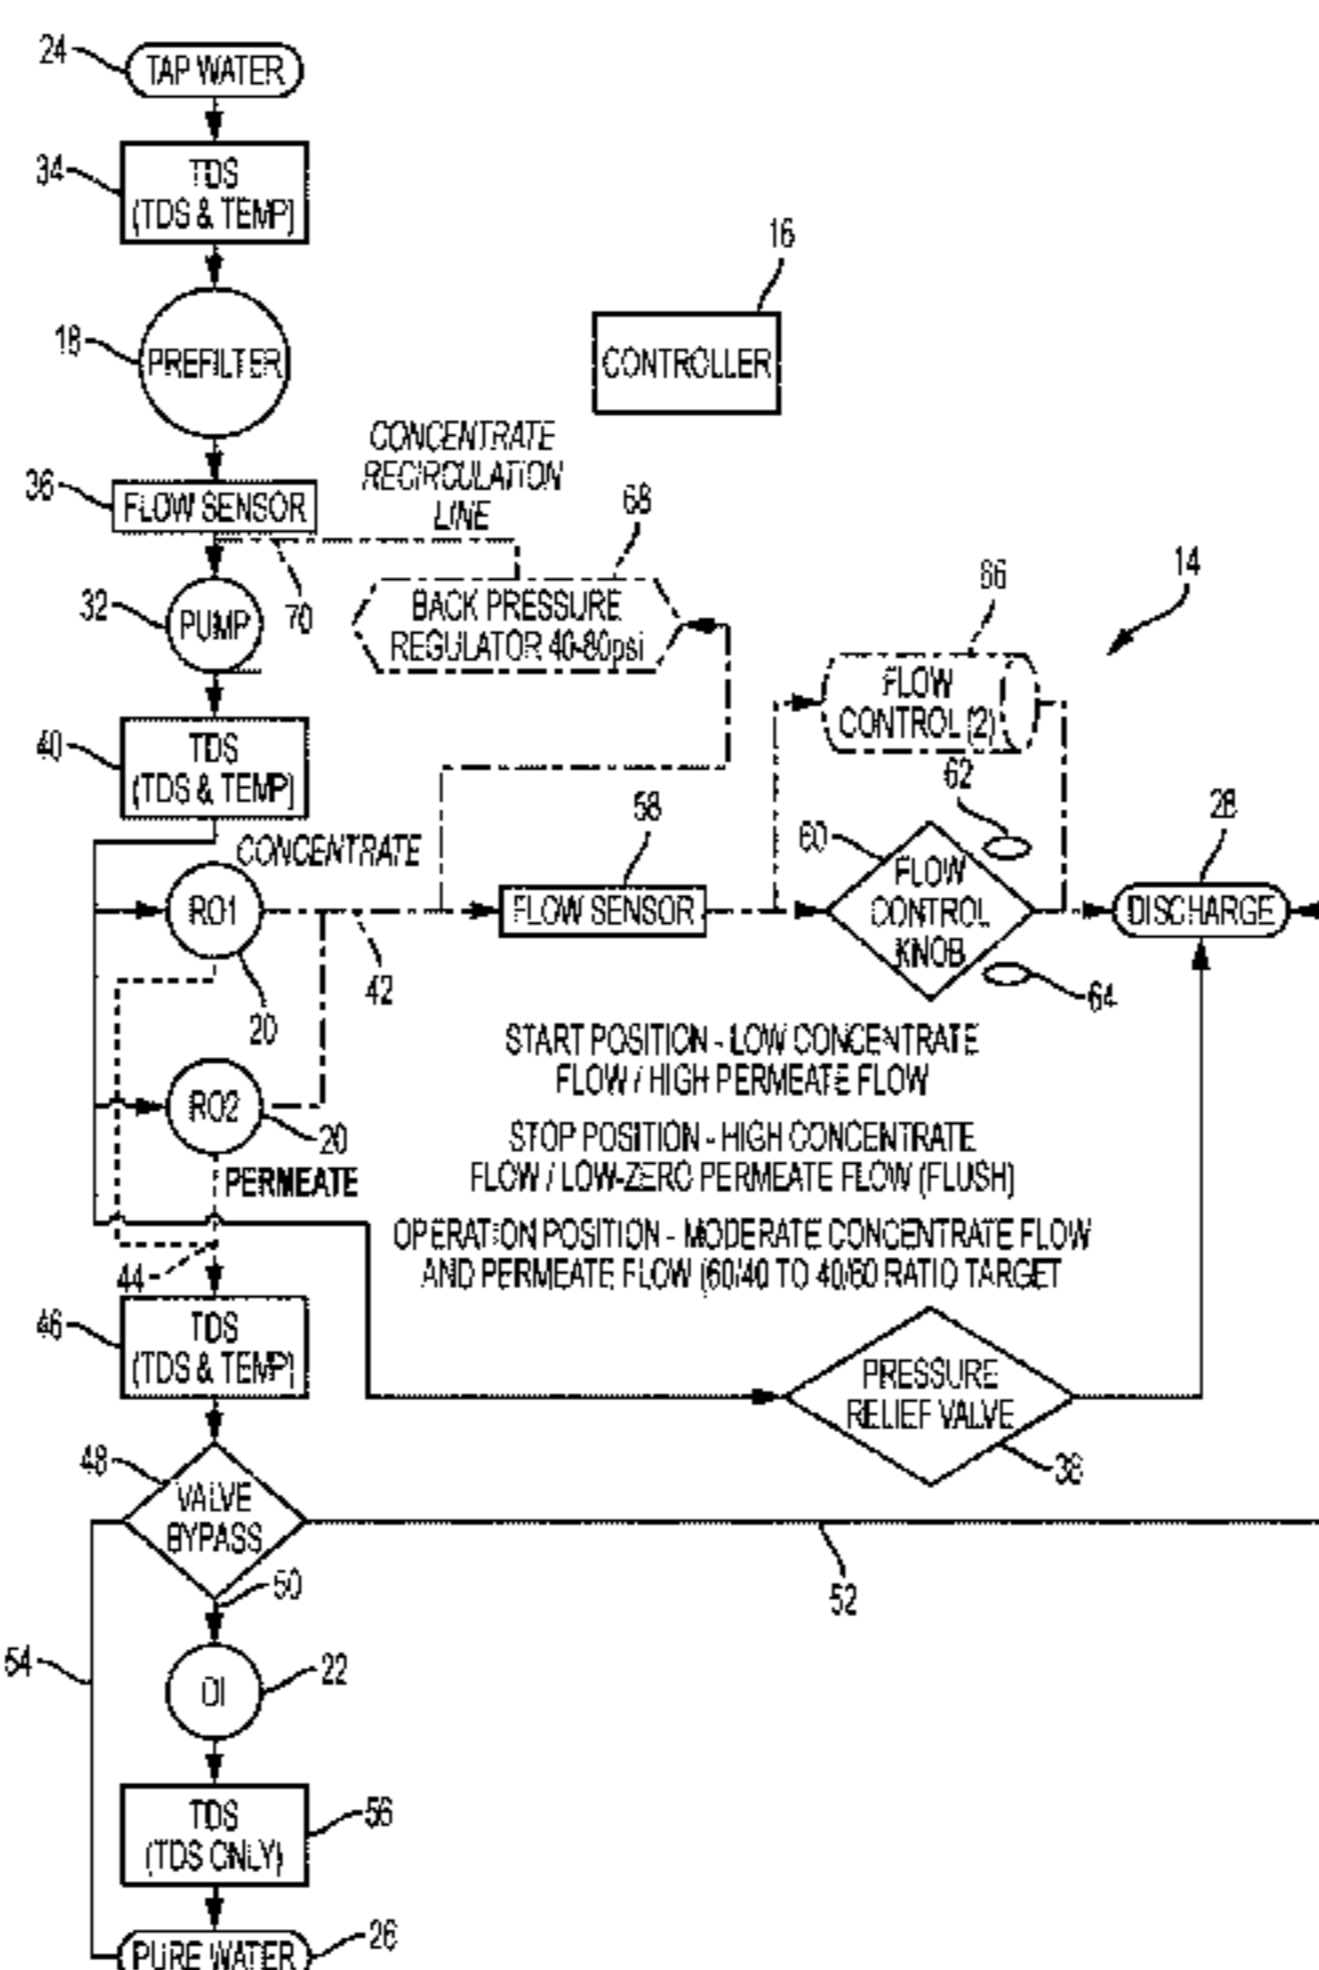 24
TAP WATER
34
TDS
(TDS & TEMP)
16
18
PREFILTER
CONTROLLER
CONCENTRATE
RECIRCULATION
LINE
36
FLOW SENSOR
68
14
66
32
PUMP
70
BACK PRESSURE
REGULATOR 40-80psi
FLOW
CONTROL (2)
40
TDS
(TDS & TEMP)
62
58
28
60
CONCENTRATE
RO1
FLOW SENSOR
FLOW
CONTROL
KNOB
DISCHARGE
42
64
20
START POSITION - LOW CONCENTRATE
FLOW / HIGH PERMEATE FLOW
RO2
20
STOP POSITION - HIGH CONCENTRATE
FLOW / LOW-ZERO PERMEATE FLOW (FLUSH)
PERMEATE
OPERATION POSITION - MODERATE CONCENTRATE FLOW
AND PERMEATE FLOW (60/40 TO 40/60 RATIO TARGET
44
46
TDS
(TDS & TEMP)
PRESSURE
RELIEF VALVE
38
48
VALVE
BYPASS
50
52
54
DI
22
TDS
(TDS ONLY)
56
PURE WATER
26